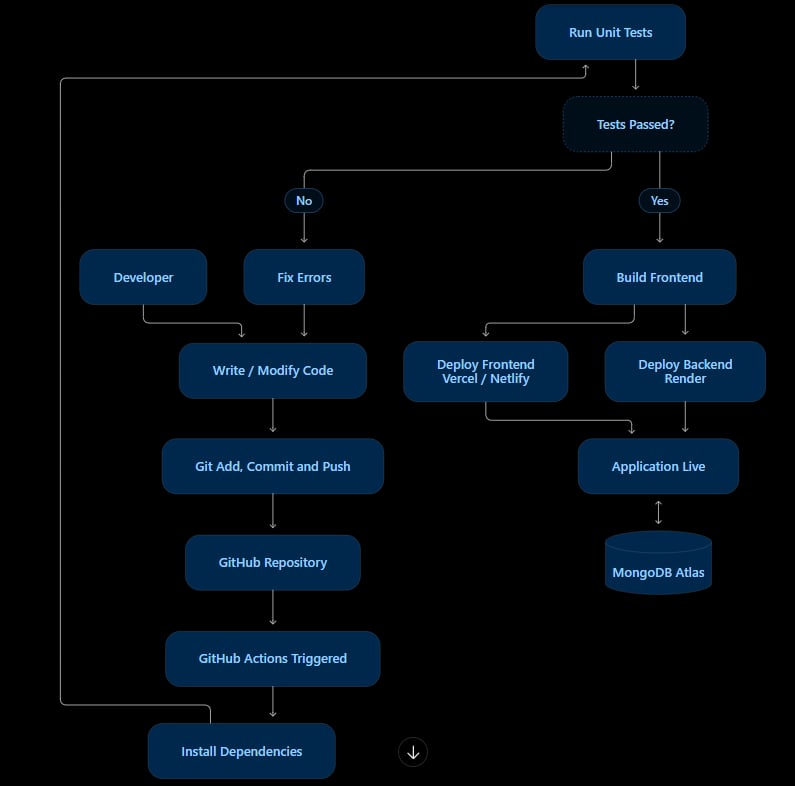 Run Unit Tests
Tests Passed?
No
Yes
Developer
Fix Errors
Build Frontend
Write / Modify Code
Deploy Frontend
Vercel / Netlify
Deploy Backend
Render
Git Add, Commit and Push
Application Live
GitHub Repository
MongoDB Atlas
GitHub Actions Triggered
Install Dependencies